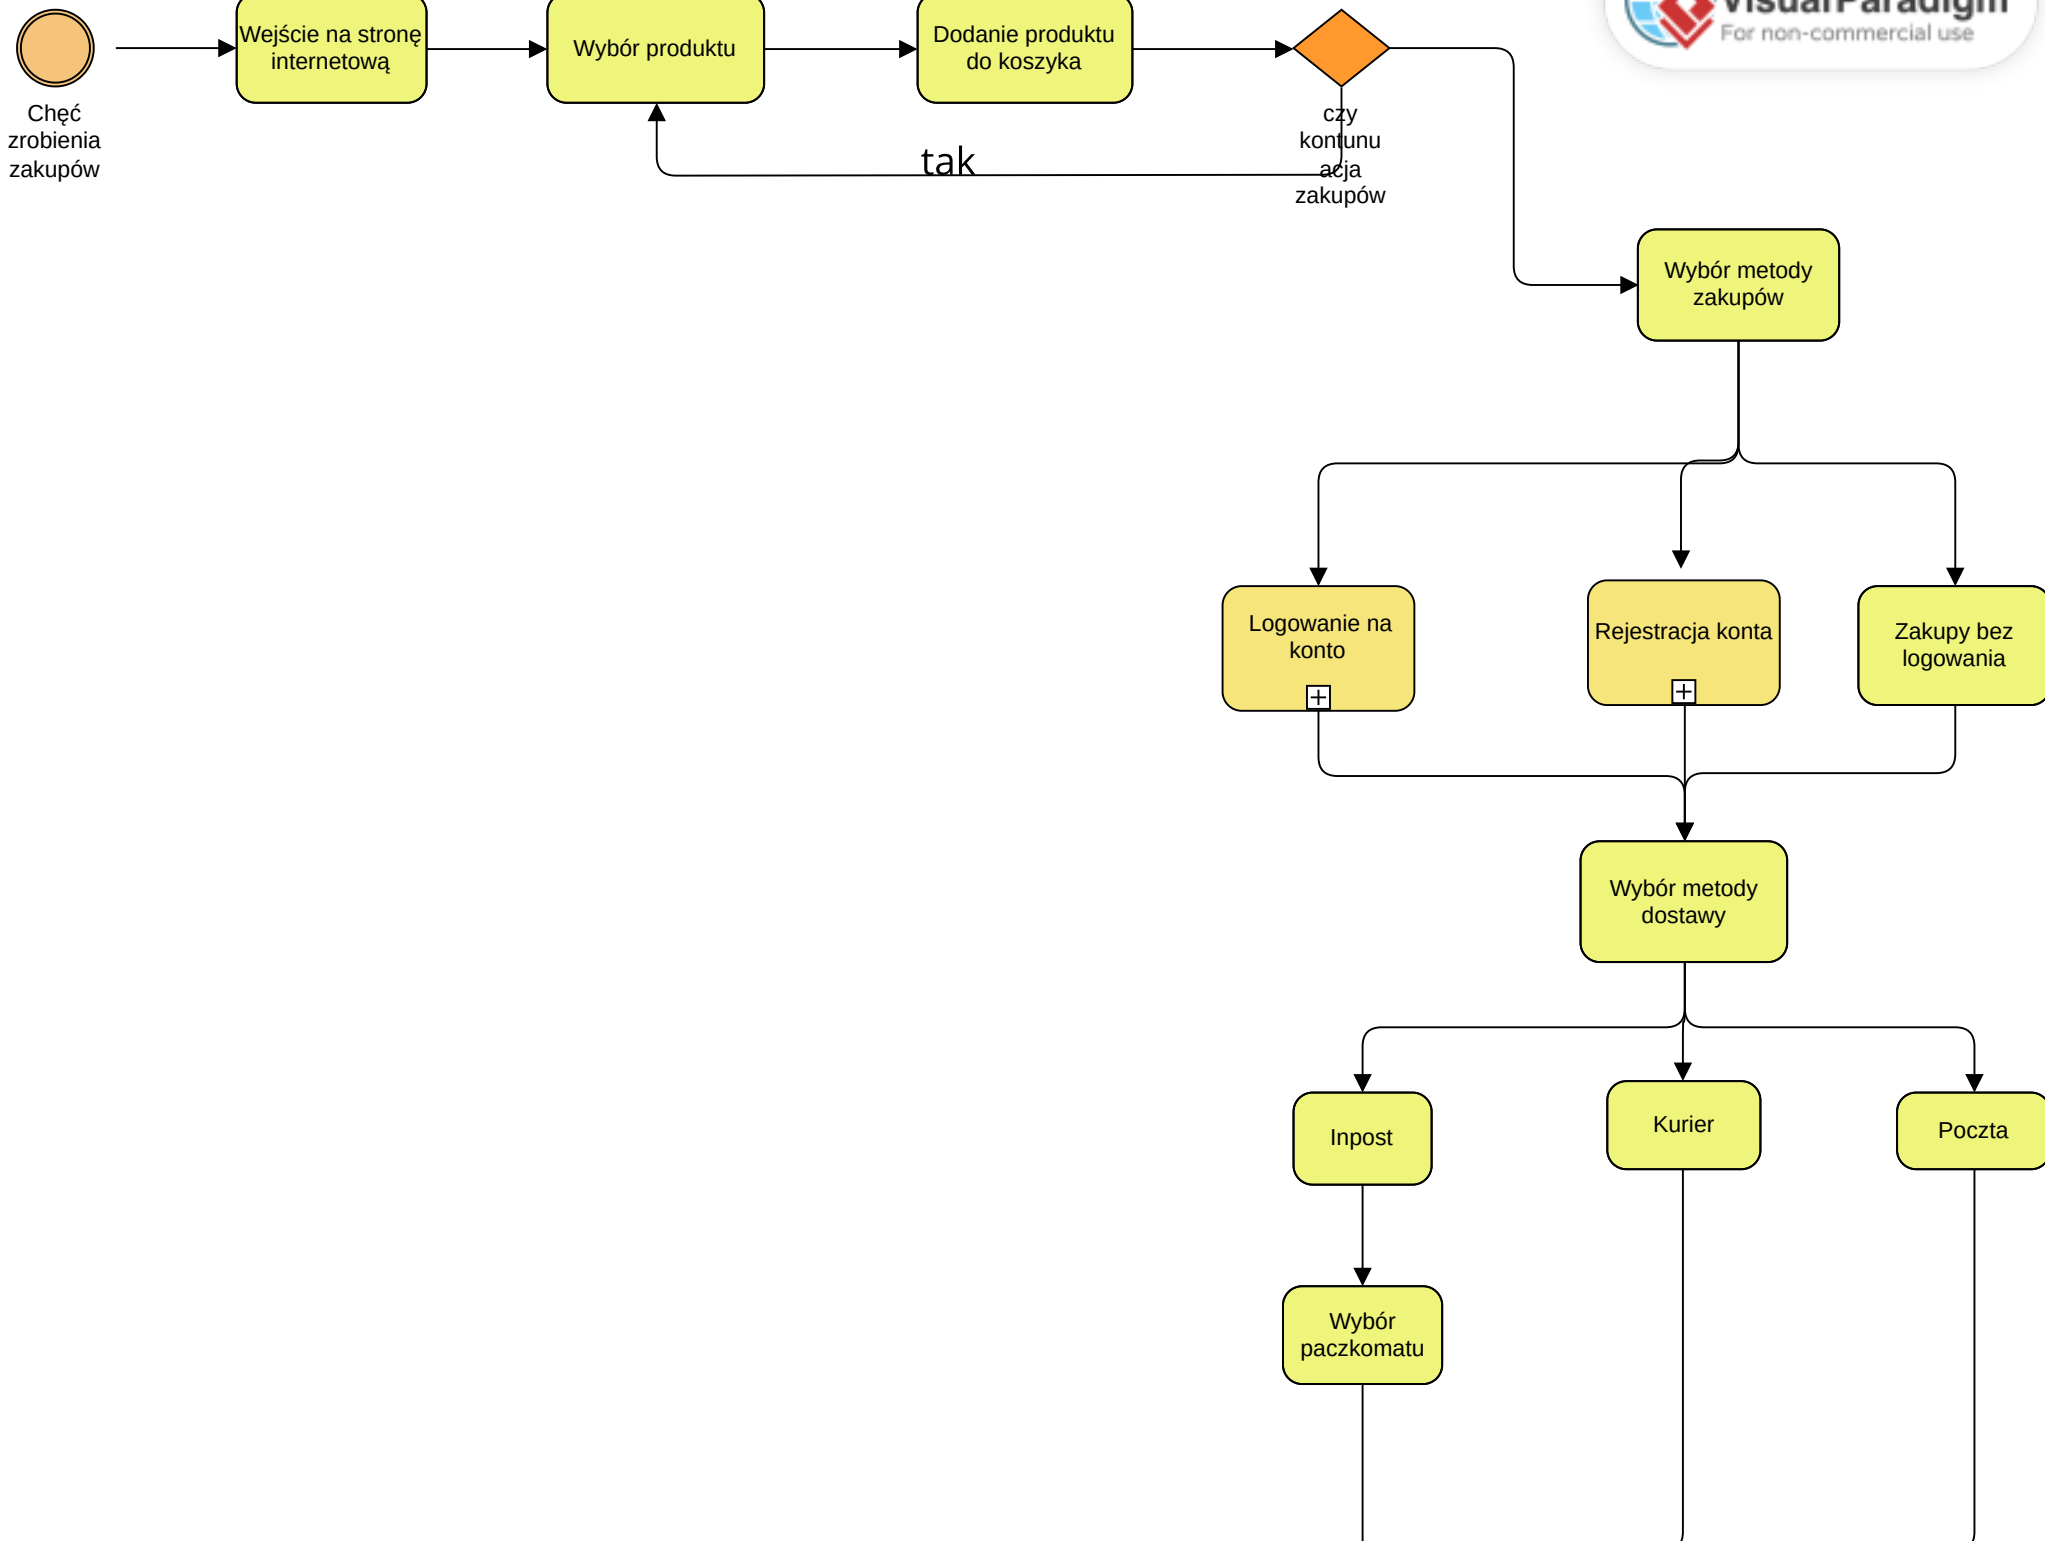 VisualParadigm
For non-commercial use
Wejście na stronę
internetową
Wybór produktu
Dodanie produktu
do koszyka
Chęć
zrobienia
zakupów
czy
kontunu
acja
zakupów
tak
Wybór metody
zakupów
Logowanie na
konto
Rejestracja konta
Zakupy bez
logowania
Wybór metody
dostawy
Inpost
Kurier
Poczta
Wybór
paczkomatu